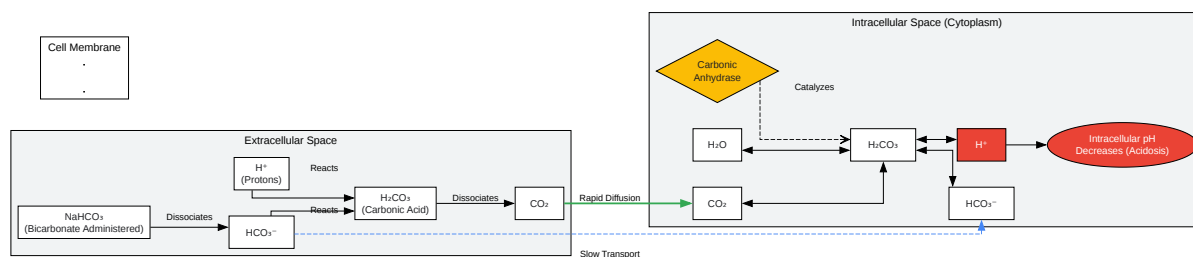 Intracellular Space (Cytoplasm)
Cell Membrane
.
.
Carbonic
Anhydrase
Catalyzes
Extracellular Space
H₂O
H₂CO₃
H⁺
Intracellular pH
Decreases (Acidosis)
H⁺
(Protons)
Reacts
NaHCO₃
(Bicarbonate Administered)
Dissociates
HCO₃⁻
Reacts
H₂CO₃
(Carbonic Acid)
Dissociates
CO₂
Rapid Diffusion
CO₂
HCO₃⁻
Slow Transport